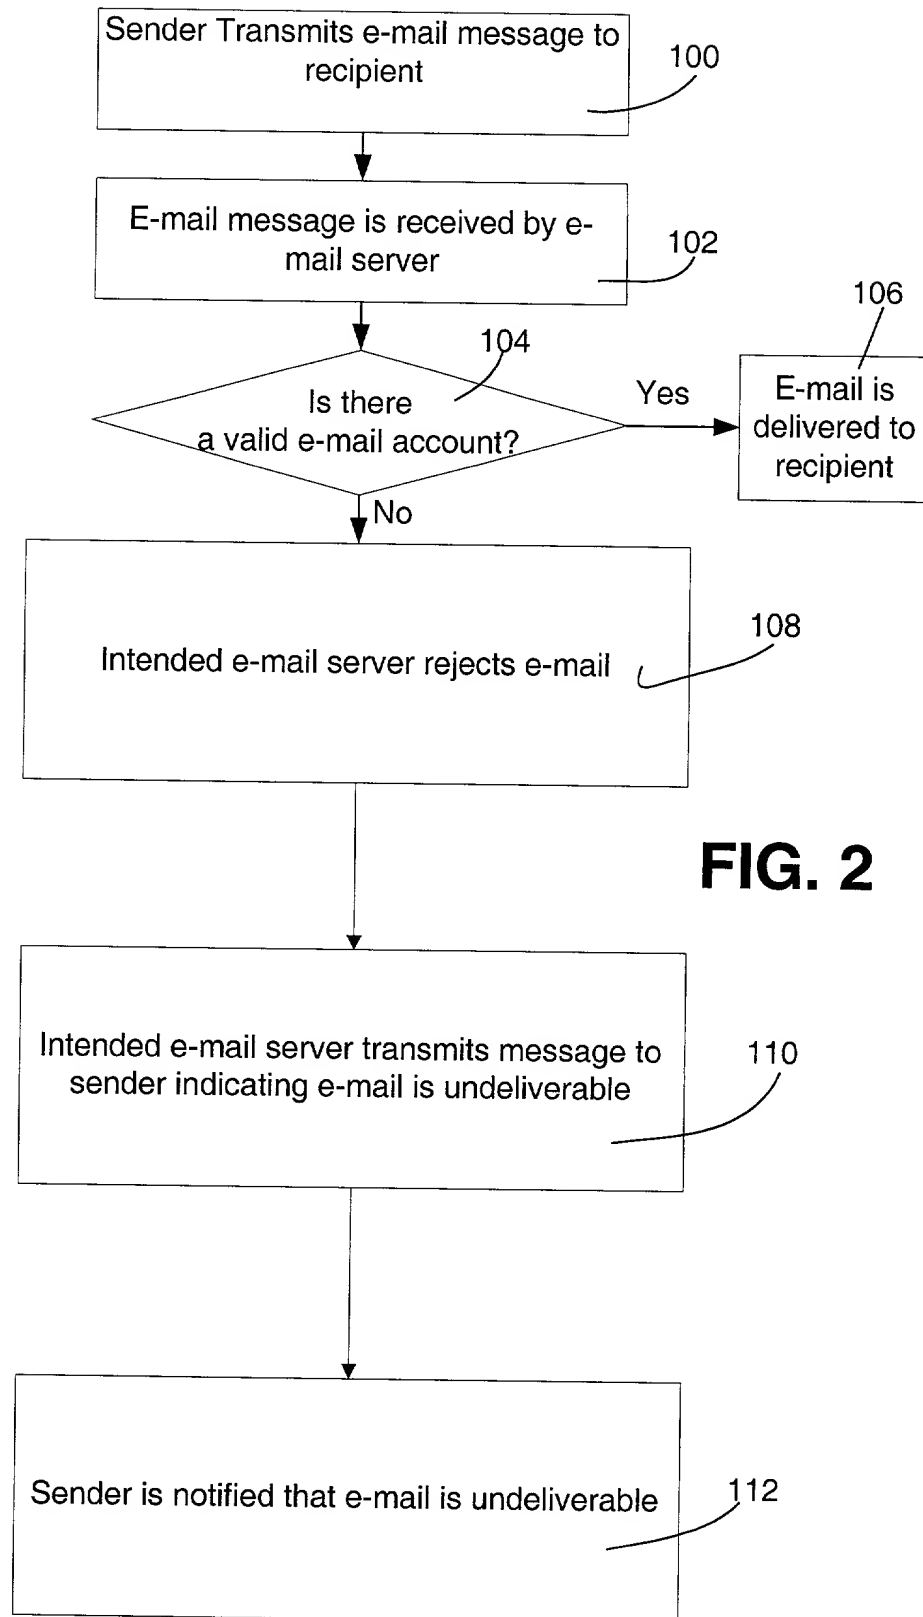 Sender Transmits e-mail message to
recipient
100
E-mail message is received by e-
mail server
102
104
106
Is there
a valid e-mail account?
Yes
E-mail is
delivered to
recipient
No
Intended e-mail server rejects e-mail
108
FIG. 2
Intended e-mail server transmits message to
sender indicating e-mail is undeliverable
110
Sender is notified that e-mail is undeliverable
112